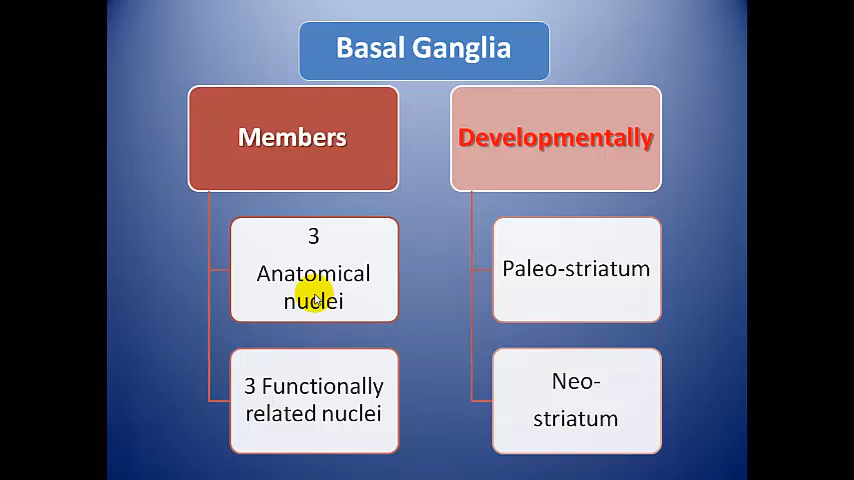 Basal Ganglia
Members
3
Anatomical
nuclei
3 Functionally
related nuclei
Developmentally
Paleo-striatum
Neo-
striatum